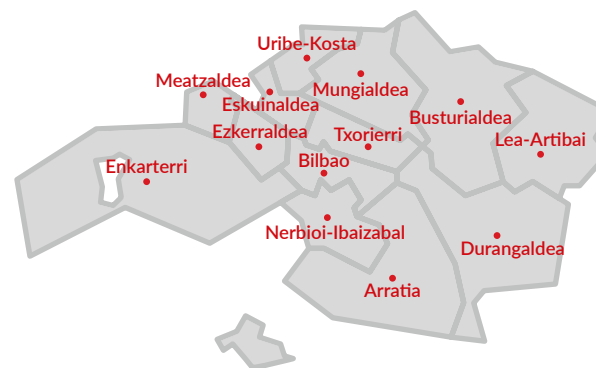 Uribe-Kosta
Meatzaldea
Mungialdea
Eskuinaldea
Busturialdea
Ezkerraldea
Txorierri
Lea-Artibai
Bilbao
Enkarterri
Nerbioi-Ibaizabal
Durangaldea
Arratia